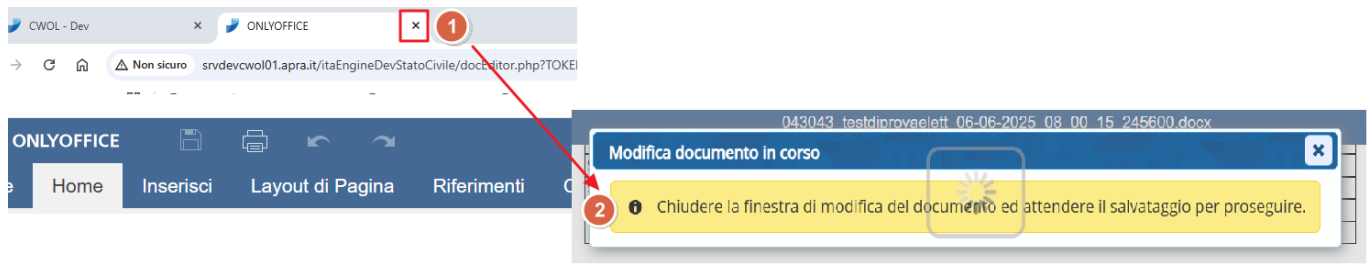 CWOL - Dev
ONLYOFFICE
1
Non sicuro srvdevcwol01.apra.it/itaEngineDevStatoCivile/docEditor.php?TOKE
ONLYOFFICE
Home Inserisci Layout di Pagina Riferimenti
043043_testdiprovaelett_06-06-2025_08_00_15_245600.docx
Modifica documento in corso
2
Chiudere la finestra di modifica del documento ed attendere il salvataggio per proseguire.